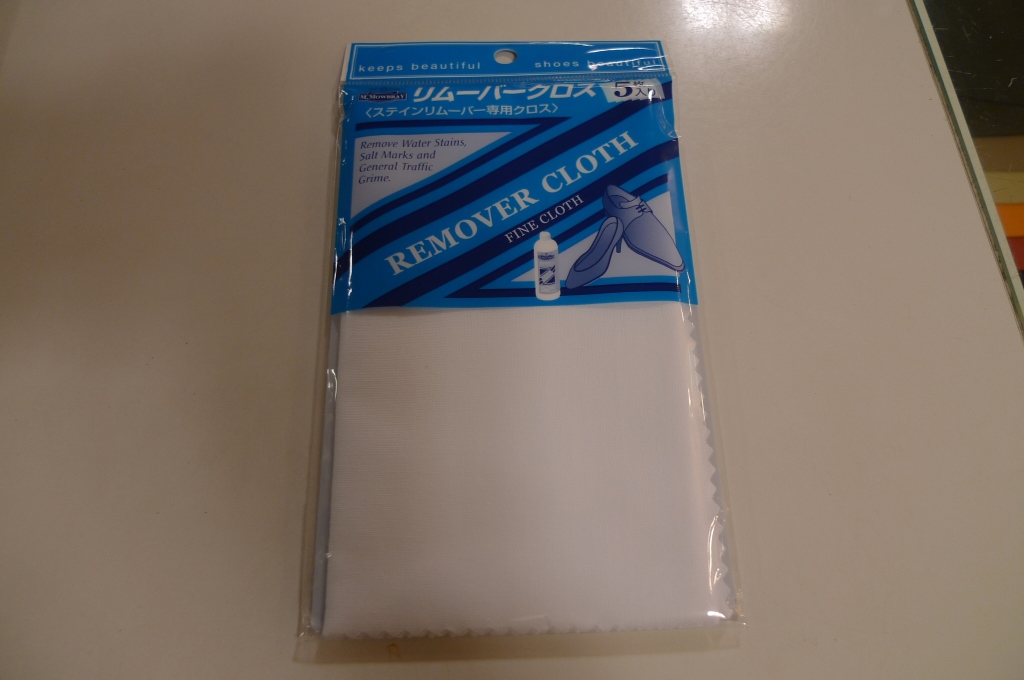 keeps beautiful shoes beautiful
M.MOWBRAY リムーバークロス 5枚入
〈ステインリムーバー専用クロス〉
Remove Water Stains,
Salt Marks and
General Traffic
Grime.
REMOVER CLOTH
FINE CLOTH